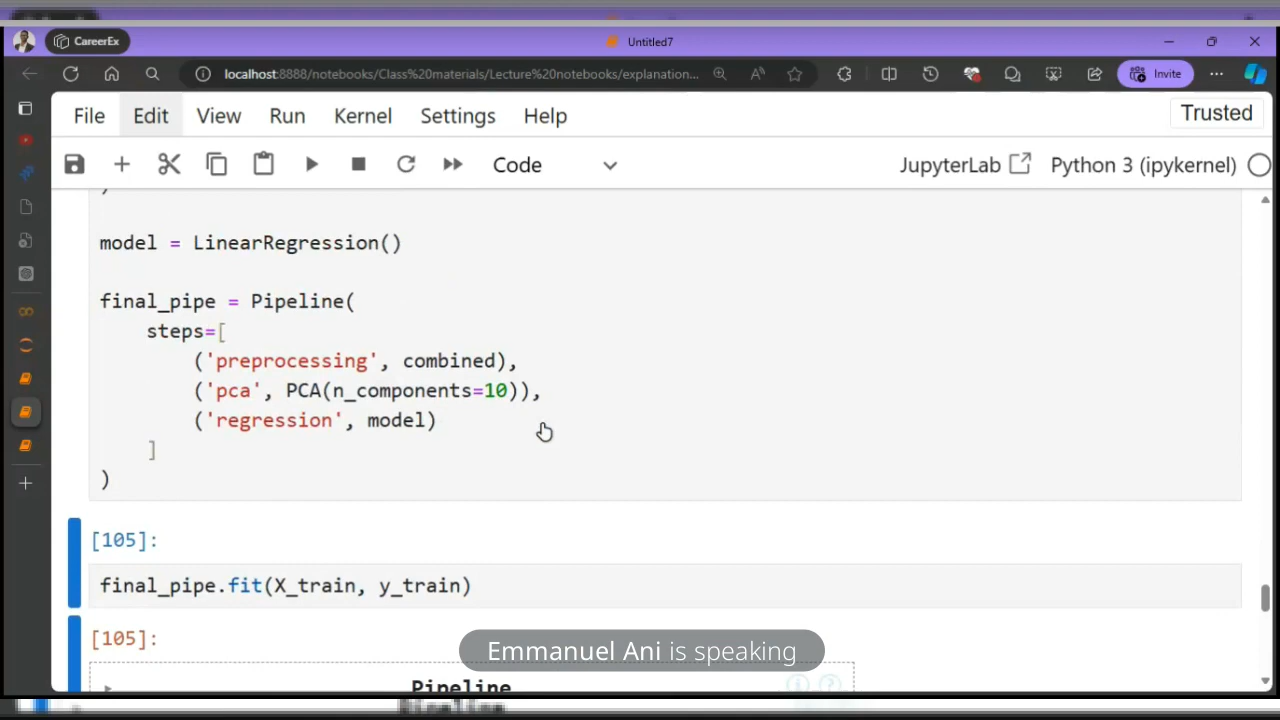 CareerEx
Untitled7
localhost:8888/notebooks/Class%20materials/Lecture%20notebooks/explanation...
Invite
File Edit View Run Kernel Settings Help
Trusted
Code
JupyterLab
Python 3 (ipykernel)
)
model = LinearRegression()
final_pipe = Pipeline(
steps=[
('preprocessing', combined),
('pca', PCA(n_components=10)),
('regression', model)
]
)
[105]:
final_pipe.fit(X_train, y_train)
[105]:
Emmanuel Ani is speaking
Pipeline
Pipeline